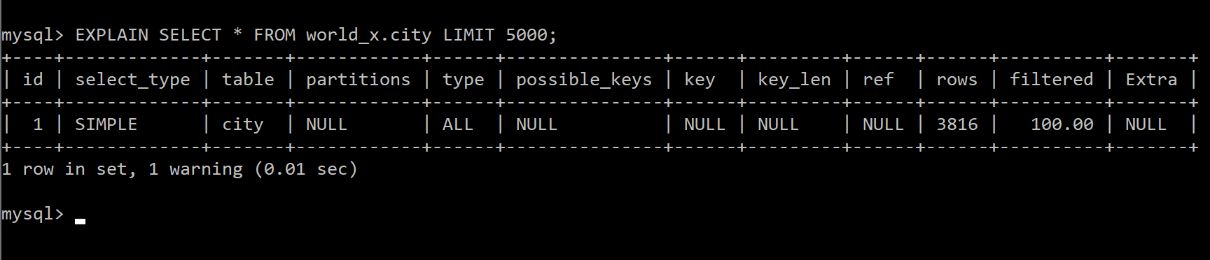 mysql> EXPLAIN SELECT * FROM world_x.city LIMIT 5000;
+----+-------------+-------+------------+------+---------------+------+---------+------+------+----------+-------+
| id | select_type | table | partitions | type | possible_keys | key  | key_len | ref  | rows | filtered | Extra |
+----+-------------+-------+------------+------+---------------+------+---------+------+------+----------+-------+
|  1 | SIMPLE      | city  | NULL       | ALL  | NULL          | NULL | NULL    | NULL | 3816 |   100.00 | NULL  |
+----+-------------+-------+------------+------+---------------+------+---------+------+------+----------+-------+
1 row in set, 1 warning (0.01 sec)
mysql> _